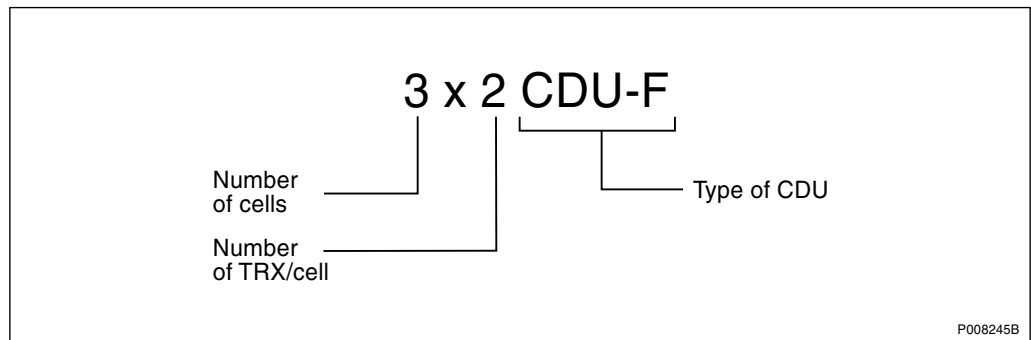 3 x 2 CDU-F
Number
of cells
Type of CDU
Number
of TRX/cell
P008245B